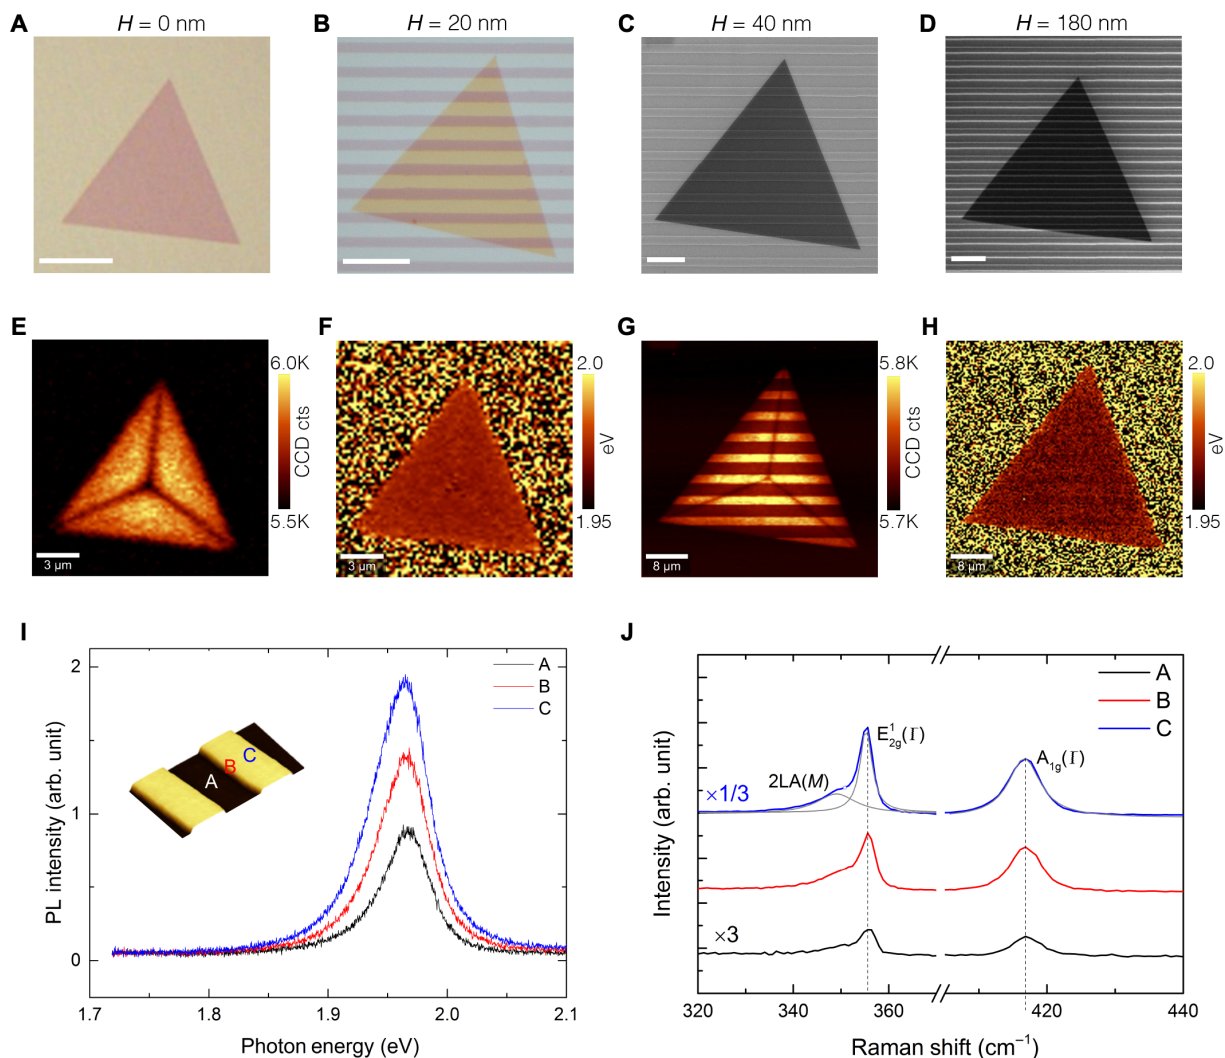 A H = 0 nm
B H = 20 nm
C H = 40 nm
D H = 180 nm
E
6.0K
CCD cts
5.5K
3 µm
F
2.0
eV
1.95
3 µm
G
5.8K
CCD cts
5.7K
8 µm
H
2.0
eV
1.95
8 µm
I
PL intensity (arb. unit)
2
1
0
A
B
C
A
B
C
1.7 1.8 1.9 2.0 2.1
Photon energy (eV)
J
Intensity (arb. unit)
A
B
C
E¹2g(Γ)
2LA(M)
A1g(Γ)
×1/3
×3
320 340 360 420 440
Raman shift (cm⁻¹)